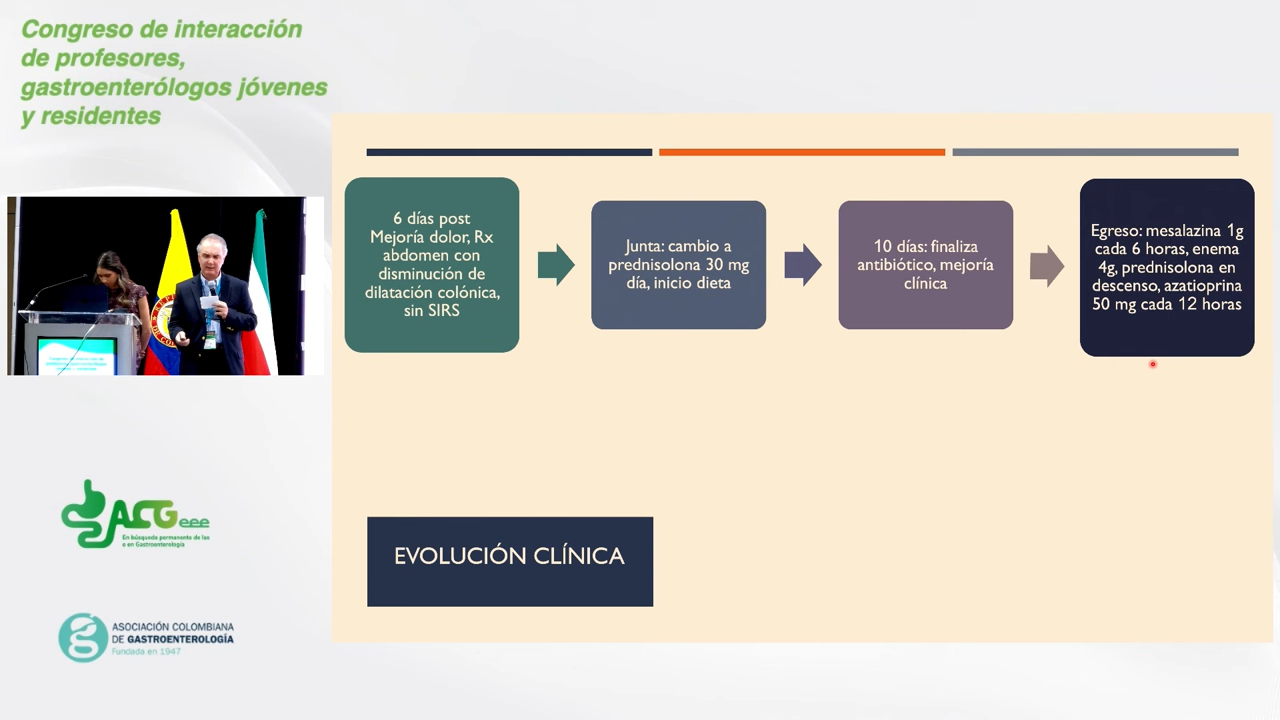 Congreso de interacción
de profesores,
gastroenterólogos jóvenes
y residentes
6 días post
Mejoría dolor, Rx
abdomen con
disminución de
dilatación colónica,
sin SIRS
Junta: cambio a
prednisolona 30 mg
día, inicio dieta
10 días: finaliza
antibiótico, mejoría
clínica
Egreso: mesalazina 1g
cada 6 horas, enema
4g, prednisolona en
descenso, azatioprina
50 mg cada 12 horas
EVOLUCIÓN CLÍNICA
ACGeee
En búsqueda permanente de las
e en Gastroenterología
ASOCIACIÓN COLOMBIANA
DE GASTROENTEROLOGÍA
Fundada en 1947